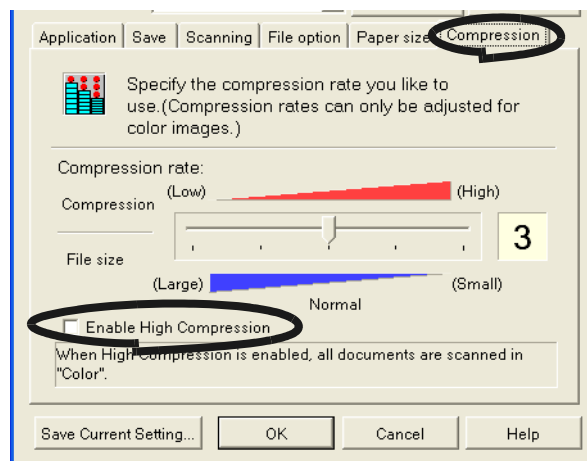 Application Save Scanning File option Paper size Compression
Specify the compression rate you like to
use.(Compression rates can only be adjusted for
color images.)
Compression rate:
(Low) (High)
Compression
3
File size
(Large) (Small)
Normal
Enable High Compression
When High Compression is enabled, all documents are scanned in
"Color".
Save Current Setting... OK Cancel Help